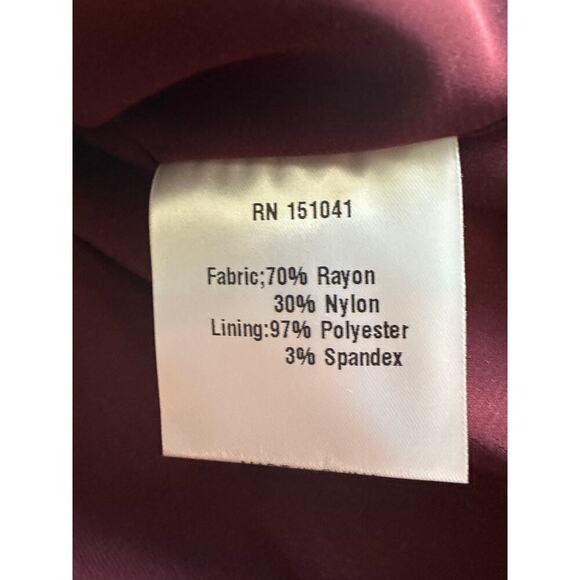 RN 151041
Fabric;70% Rayon
30% Nylon
Lining:97% Polyester
3% Spandex